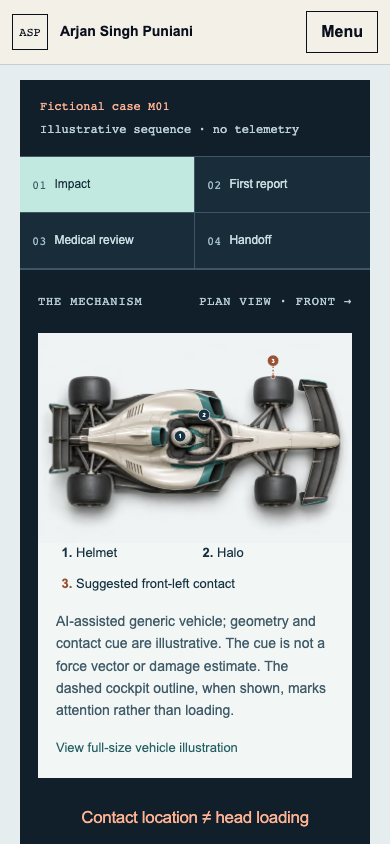 ASP
Arjan Singh Puniani
Menu
Fictional case M01
Illustrative sequence · no telemetry
01 Impact
02 First report
03 Medical review
04 Handoff
THE MECHANISM
PLAN VIEW · FRONT →
3
2
1
1. Helmet
2. Halo
3. Suggested front-left contact
AI-assisted generic vehicle; geometry and
contact cue are illustrative. The cue is not a
force vector or damage estimate. The
dashed cockpit outline, when shown, marks
attention rather than loading.
View full-size vehicle illustration
Contact location ≠ head loading